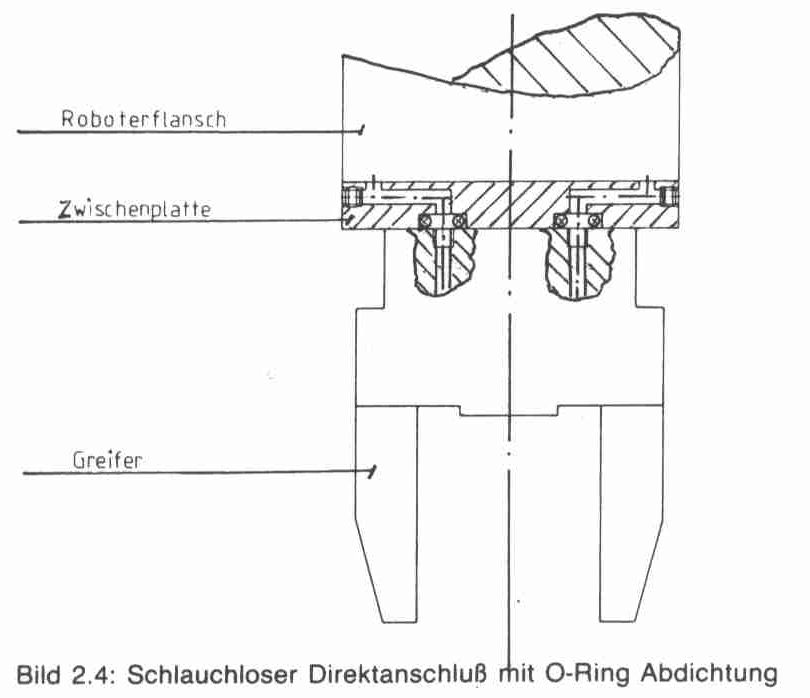 Roboterflansch
Zwischenplatte
Greifer
Bild 2.4: Schlauchloser Direktanschluß mit O-Ring Abdichtung